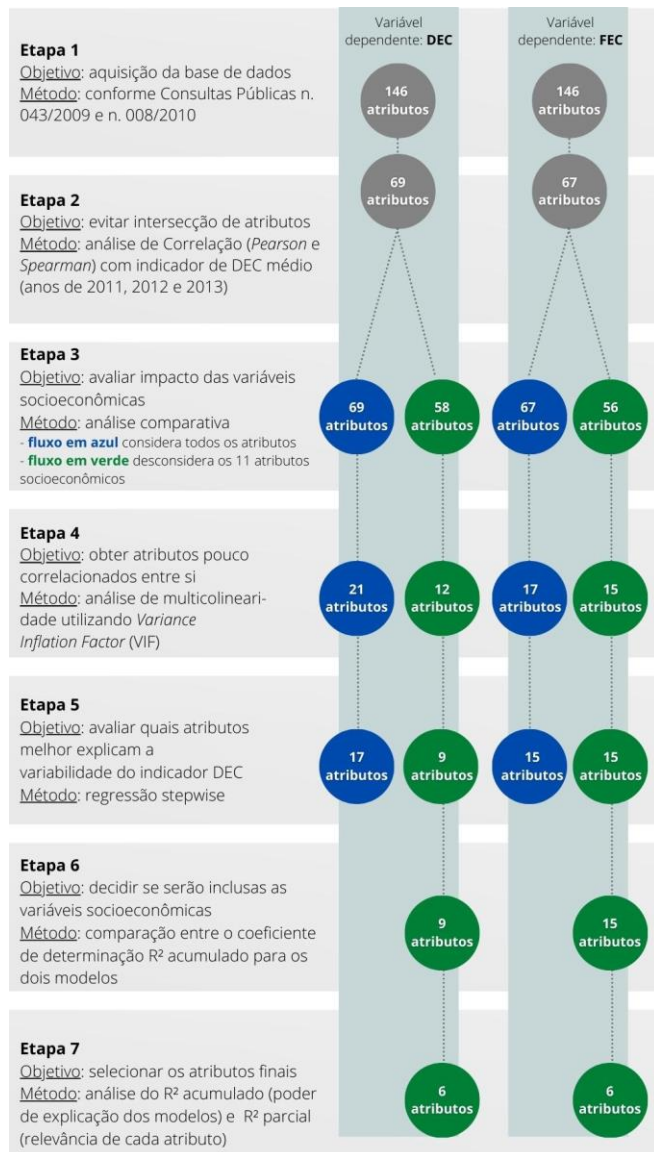 Variável
dependente: DEC
Variável
dependente: FEC
Etapa 1
Objetivo: aquisição da base de dados
Método: conforme Consultas Públicas n.
043/2009 e n. 008/2010
146
atributos
146
atributos
Etapa 2
Objetivo: evitar intersecção de atributos
Método: análise de Correlação (Pearson e
Spearman) com indicador de DEC médio
(anos de 2011, 2012 e 2013)
69
atributos
67
atributos
Etapa 3
Objetivo: avaliar impacto das variáveis
socioeconômicas
Método: análise comparativa
- fluxo em azul considera todos os atributos
- fluxo em verde desconsidera os 11 atributos
socioeconômicos
69
atributos
58
atributos
67
atributos
56
atributos
Etapa 4
Objetivo: obter atributos pouco
correlacionados entre si
Método: análise de multicolineari-
dade utilizando Variance
Inflation Factor (VIF)
21
atributos
12
atributos
17
atributos
15
atributos
Etapa 5
Objetivo: avaliar quais atributos
melhor explicam a
variabilidade do indicador DEC
Método: regressão stepwise
17
atributos
9
atributos
15
atributos
15
atributos
Etapa 6
Objetivo: decidir se serão inclusas as
variáveis socioeconômicas
Método: comparação entre o coeficiente
de determinação R² acumulado para os
dois modelos
9
atributos
15
atributos
Etapa 7
Objetivo: selecionar os atributos finais
Método: análise do R² acumulado (poder
de explicação dos modelos) e R² parcial
(relevância de cada atributo)
6
atributos
6
atributos